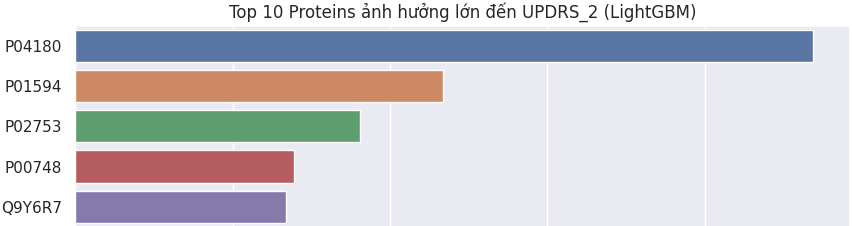 Top 10 Proteins ảnh hưởng lớn đến UPDRS_2 (LightGBM)
P04180
P01594
P02753
P00748
Q9Y6R7